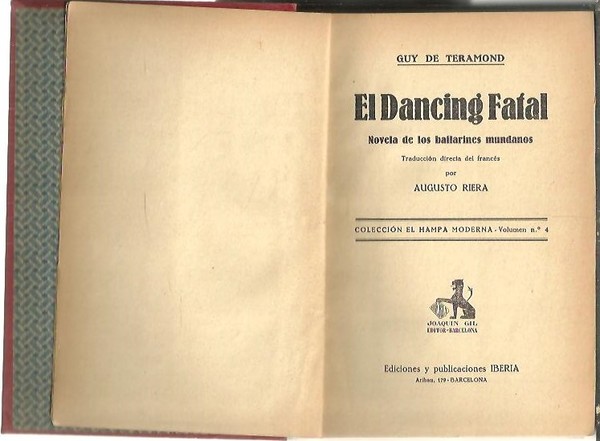 GUY DE TERAMOND
El Dancing Fatal
Novela de los bailarines mundanos
Traducción directa del francés
por
AUGUSTO RIERA
COLECCIÓN EL HAMPA MODERNA - Volumen n.º 4
JOAQUIN GIL
EDITOR-BARCELONA
Ediciones y publicaciones IBERIA
Aribau, 179 - BARCELONA